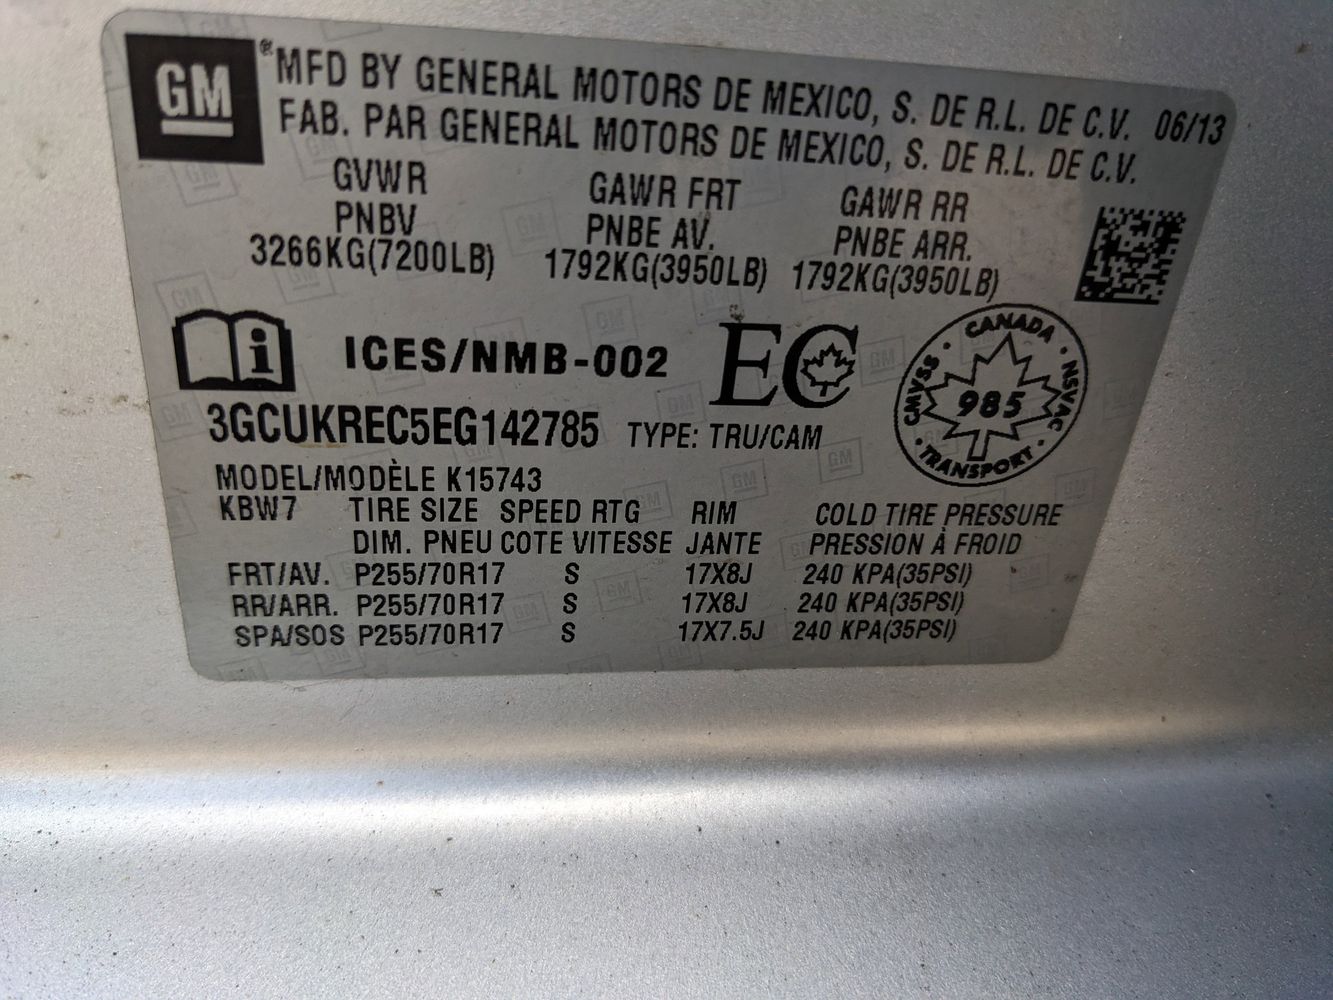 GM ® MFD BY GENERAL MOTORS DE MEXICO, S. DE R.L. DE C.V. 06/13
FAB. PAR GENERAL MOTORS DE MEXICO, S. DE R.L. DE C.V.
GVWR GAWR FRT GAWR RR
PNBV PNBE AV. PNBE ARR.
3266KG(7200LB) 1792KG(3950LB) 1792KG(3950LB)
i ICES/NMB-002 EC CANADA · NSVAC · TRANSPORT · CMVSS · 985
3GCUKREC5EG142785 TYPE: TRU/CAM
MODEL/MODÈLE K15743
KBW7 TIRE SIZE SPEED RTG RIM COLD TIRE PRESSURE
DIM. PNEU COTE VITESSE JANTE PRESSION À FROID
FRT/AV. P255/70R17 S 17X8J 240 KPA(35PSI)
RR/ARR. P255/70R17 S 17X8J 240 KPA(35PSI)
SPA/SOS P255/70R17 S 17X7.5J 240 KPA(35PSI)